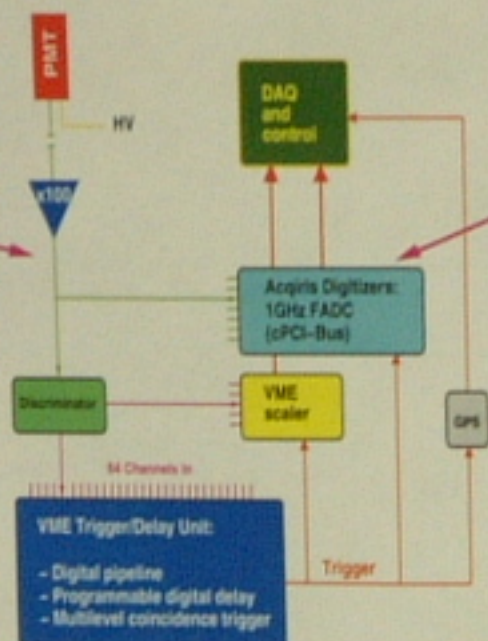 PMT
HV
x100
DAQ
and
control
Acqiris Digitizers:
1GHz FADC
(cPCI-Bus)
Discriminator
VME
scaler
GPS
64 Channels In
VME Trigger/Delay Unit:
- Digital pipeline
- Programmable digital delay
- Multilevel coincidence trigger
Trigger